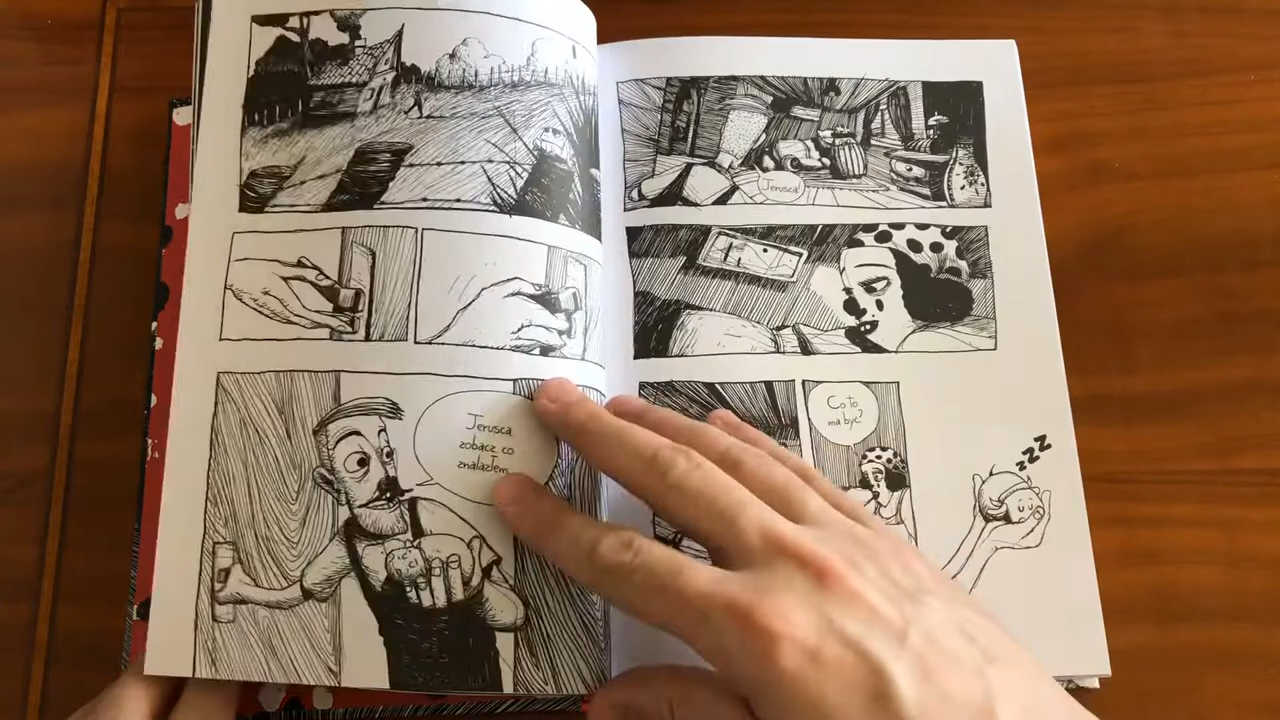 Jerusca
zobacz co
znalazłem
Jerusca!
Co to
ma być?
zzz